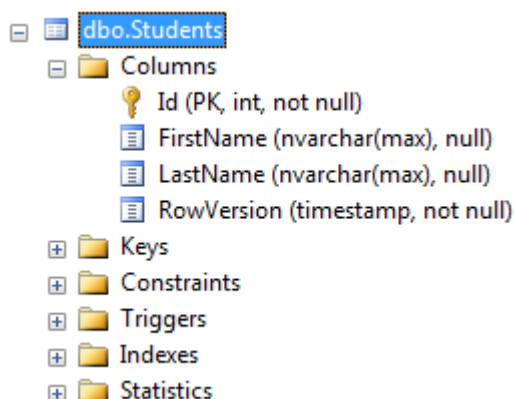 dbo.Students
Columns
Id (PK, int, not null)
FirstName (nvarchar(max), null)
LastName (nvarchar(max), null)
RowVersion (timestamp, not null)
Keys
Constraints
Triggers
Indexes
Statistics